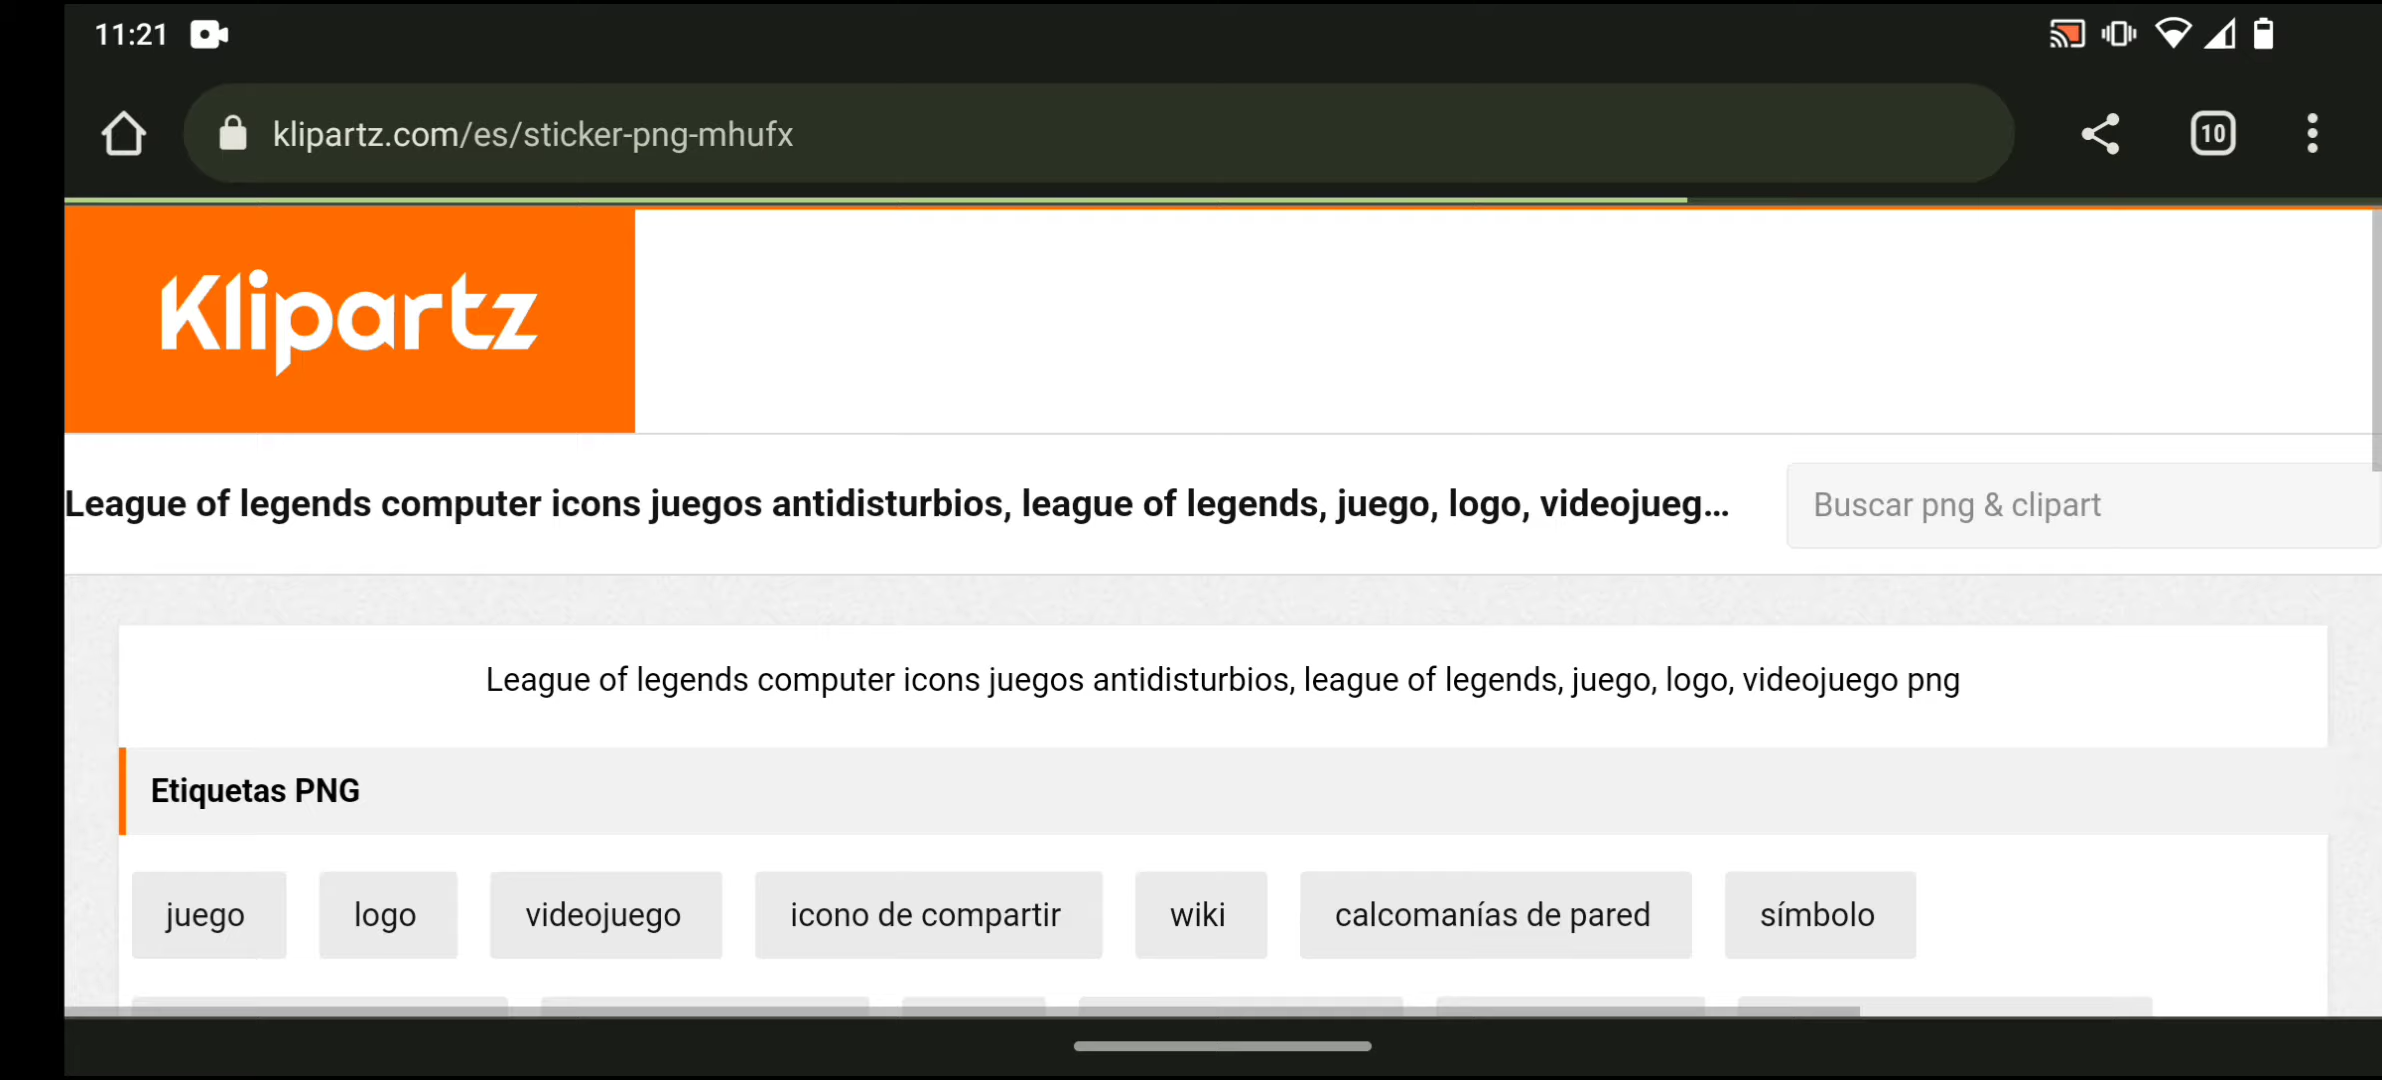 11:21
klipartz.com/es/sticker-png-mhufx
10
Klipartz
League of legends computer icons juegos antidisturbios, league of legends, juego, logo, videojueg...
Buscar png & clipart
League of legends computer icons juegos antidisturbios, league of legends, juego, logo, videojuego png
Etiquetas PNG
juego logo videojuego icono de compartir wiki calcomanías de pared símbolo